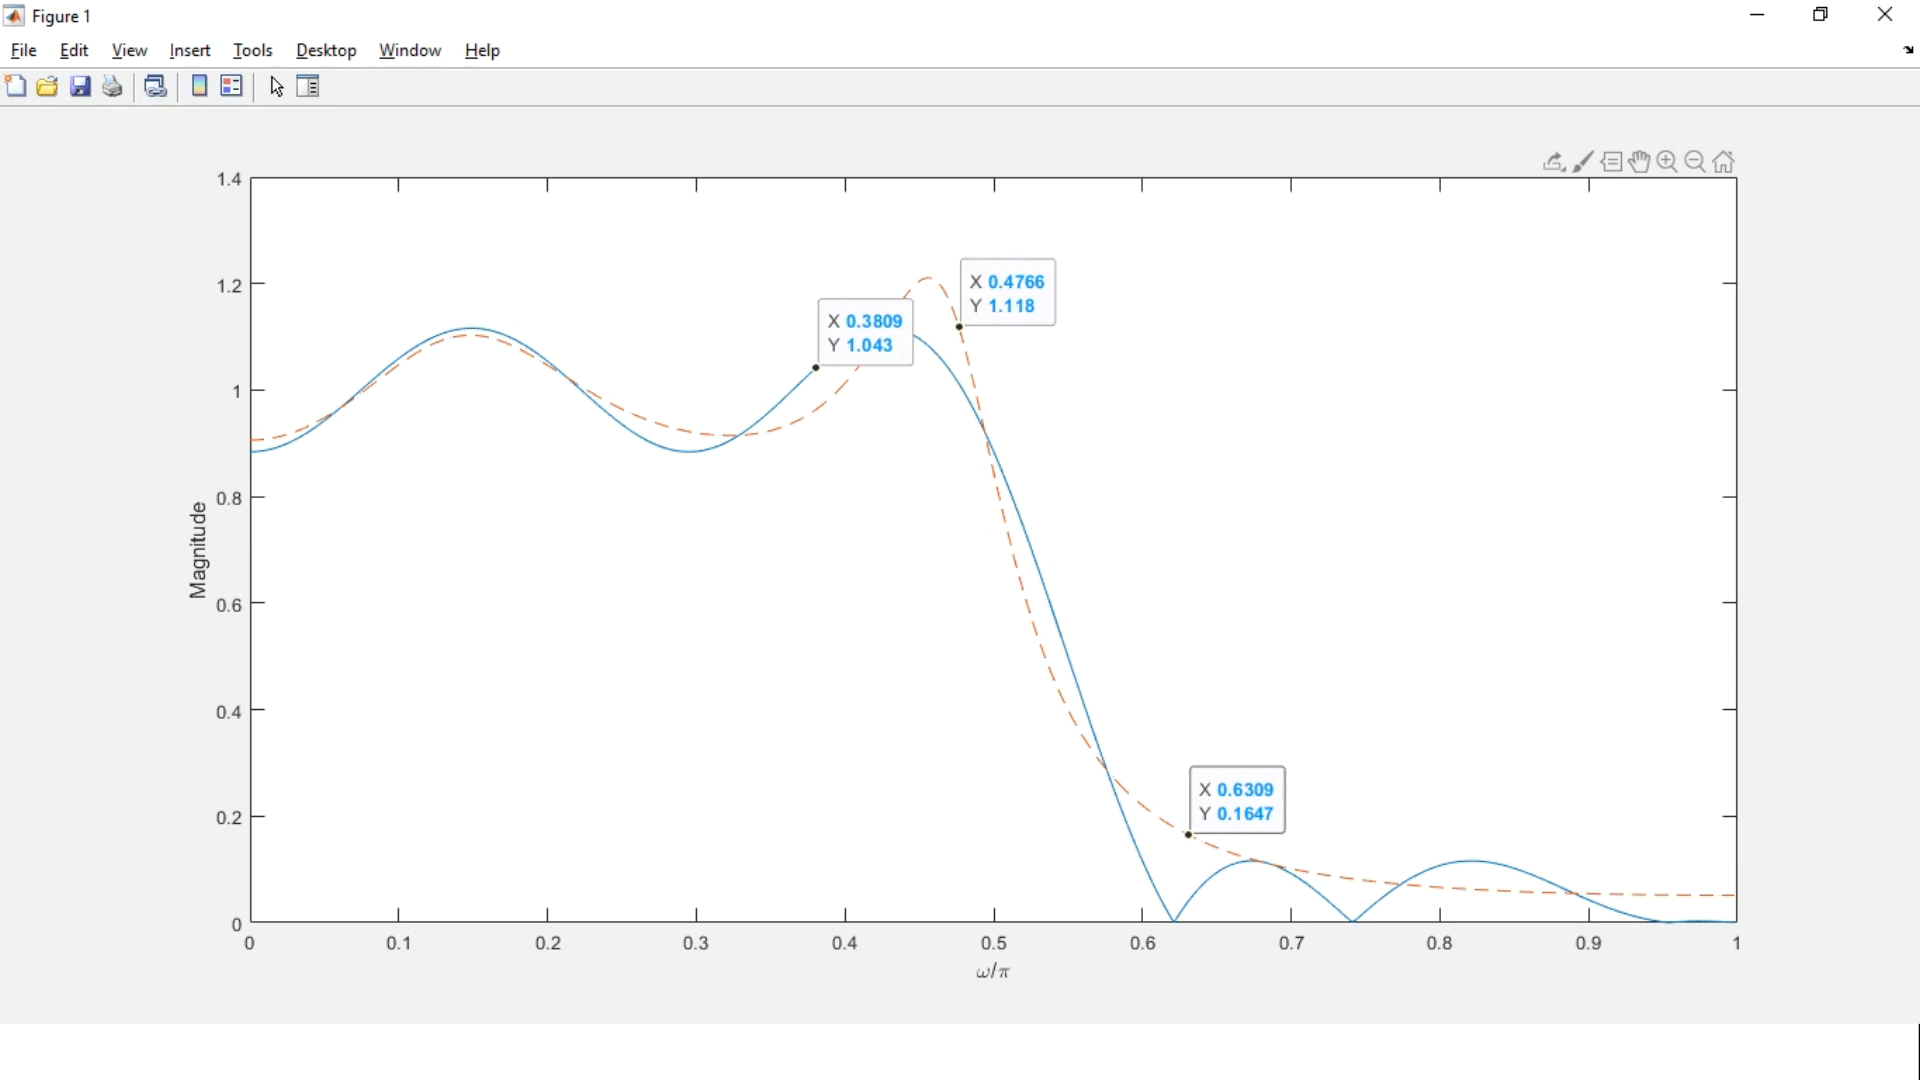 Figure 1
File Edit View Insert Tools Desktop Window Help
1.4
1.2
1
0.8
0.6
0.4
0.2
0
Magnitude
X 0.3809
Y 1.043
X 0.4766
Y 1.118
X 0.6309
Y 0.1647
0 0.1 0.2 0.3 0.4 0.5 0.6 0.7 0.8 0.9 1
ω/π